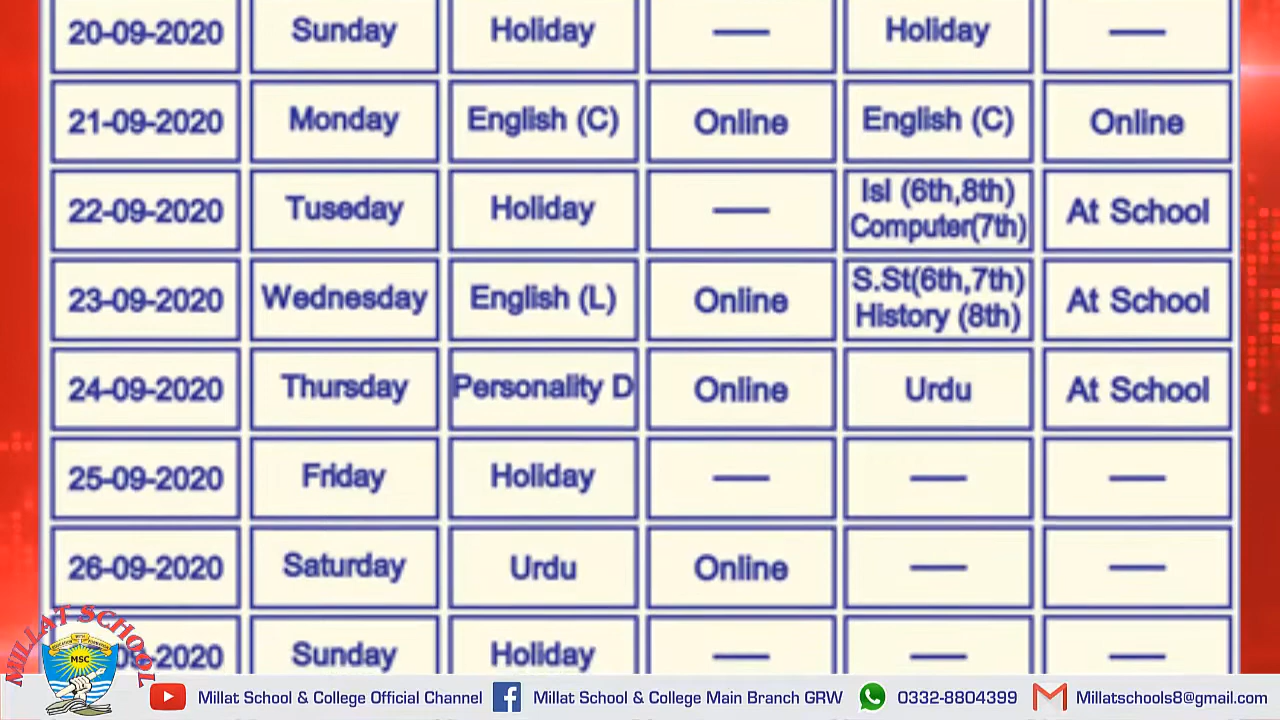 20-09-2020 Sunday Holiday — Holiday —
21-09-2020 Monday English (C) Online English (C) Online
22-09-2020 Tuseday Holiday — Isl (6th,8th) Computer(7th) At School
23-09-2020 Wednesday English (L) Online S.St(6th,7th) History (8th) At School
24-09-2020 Thursday Personality D Online Urdu At School
25-09-2020 Friday Holiday — — —
26-09-2020 Saturday Urdu Online — —
-2020 Sunday Holiday — — —
MILLAT SCHOOL
MSC
Millat School & College Official Channel Millat School & College Main Branch GRW 0332-8804399 Millatschools8@gmail.com